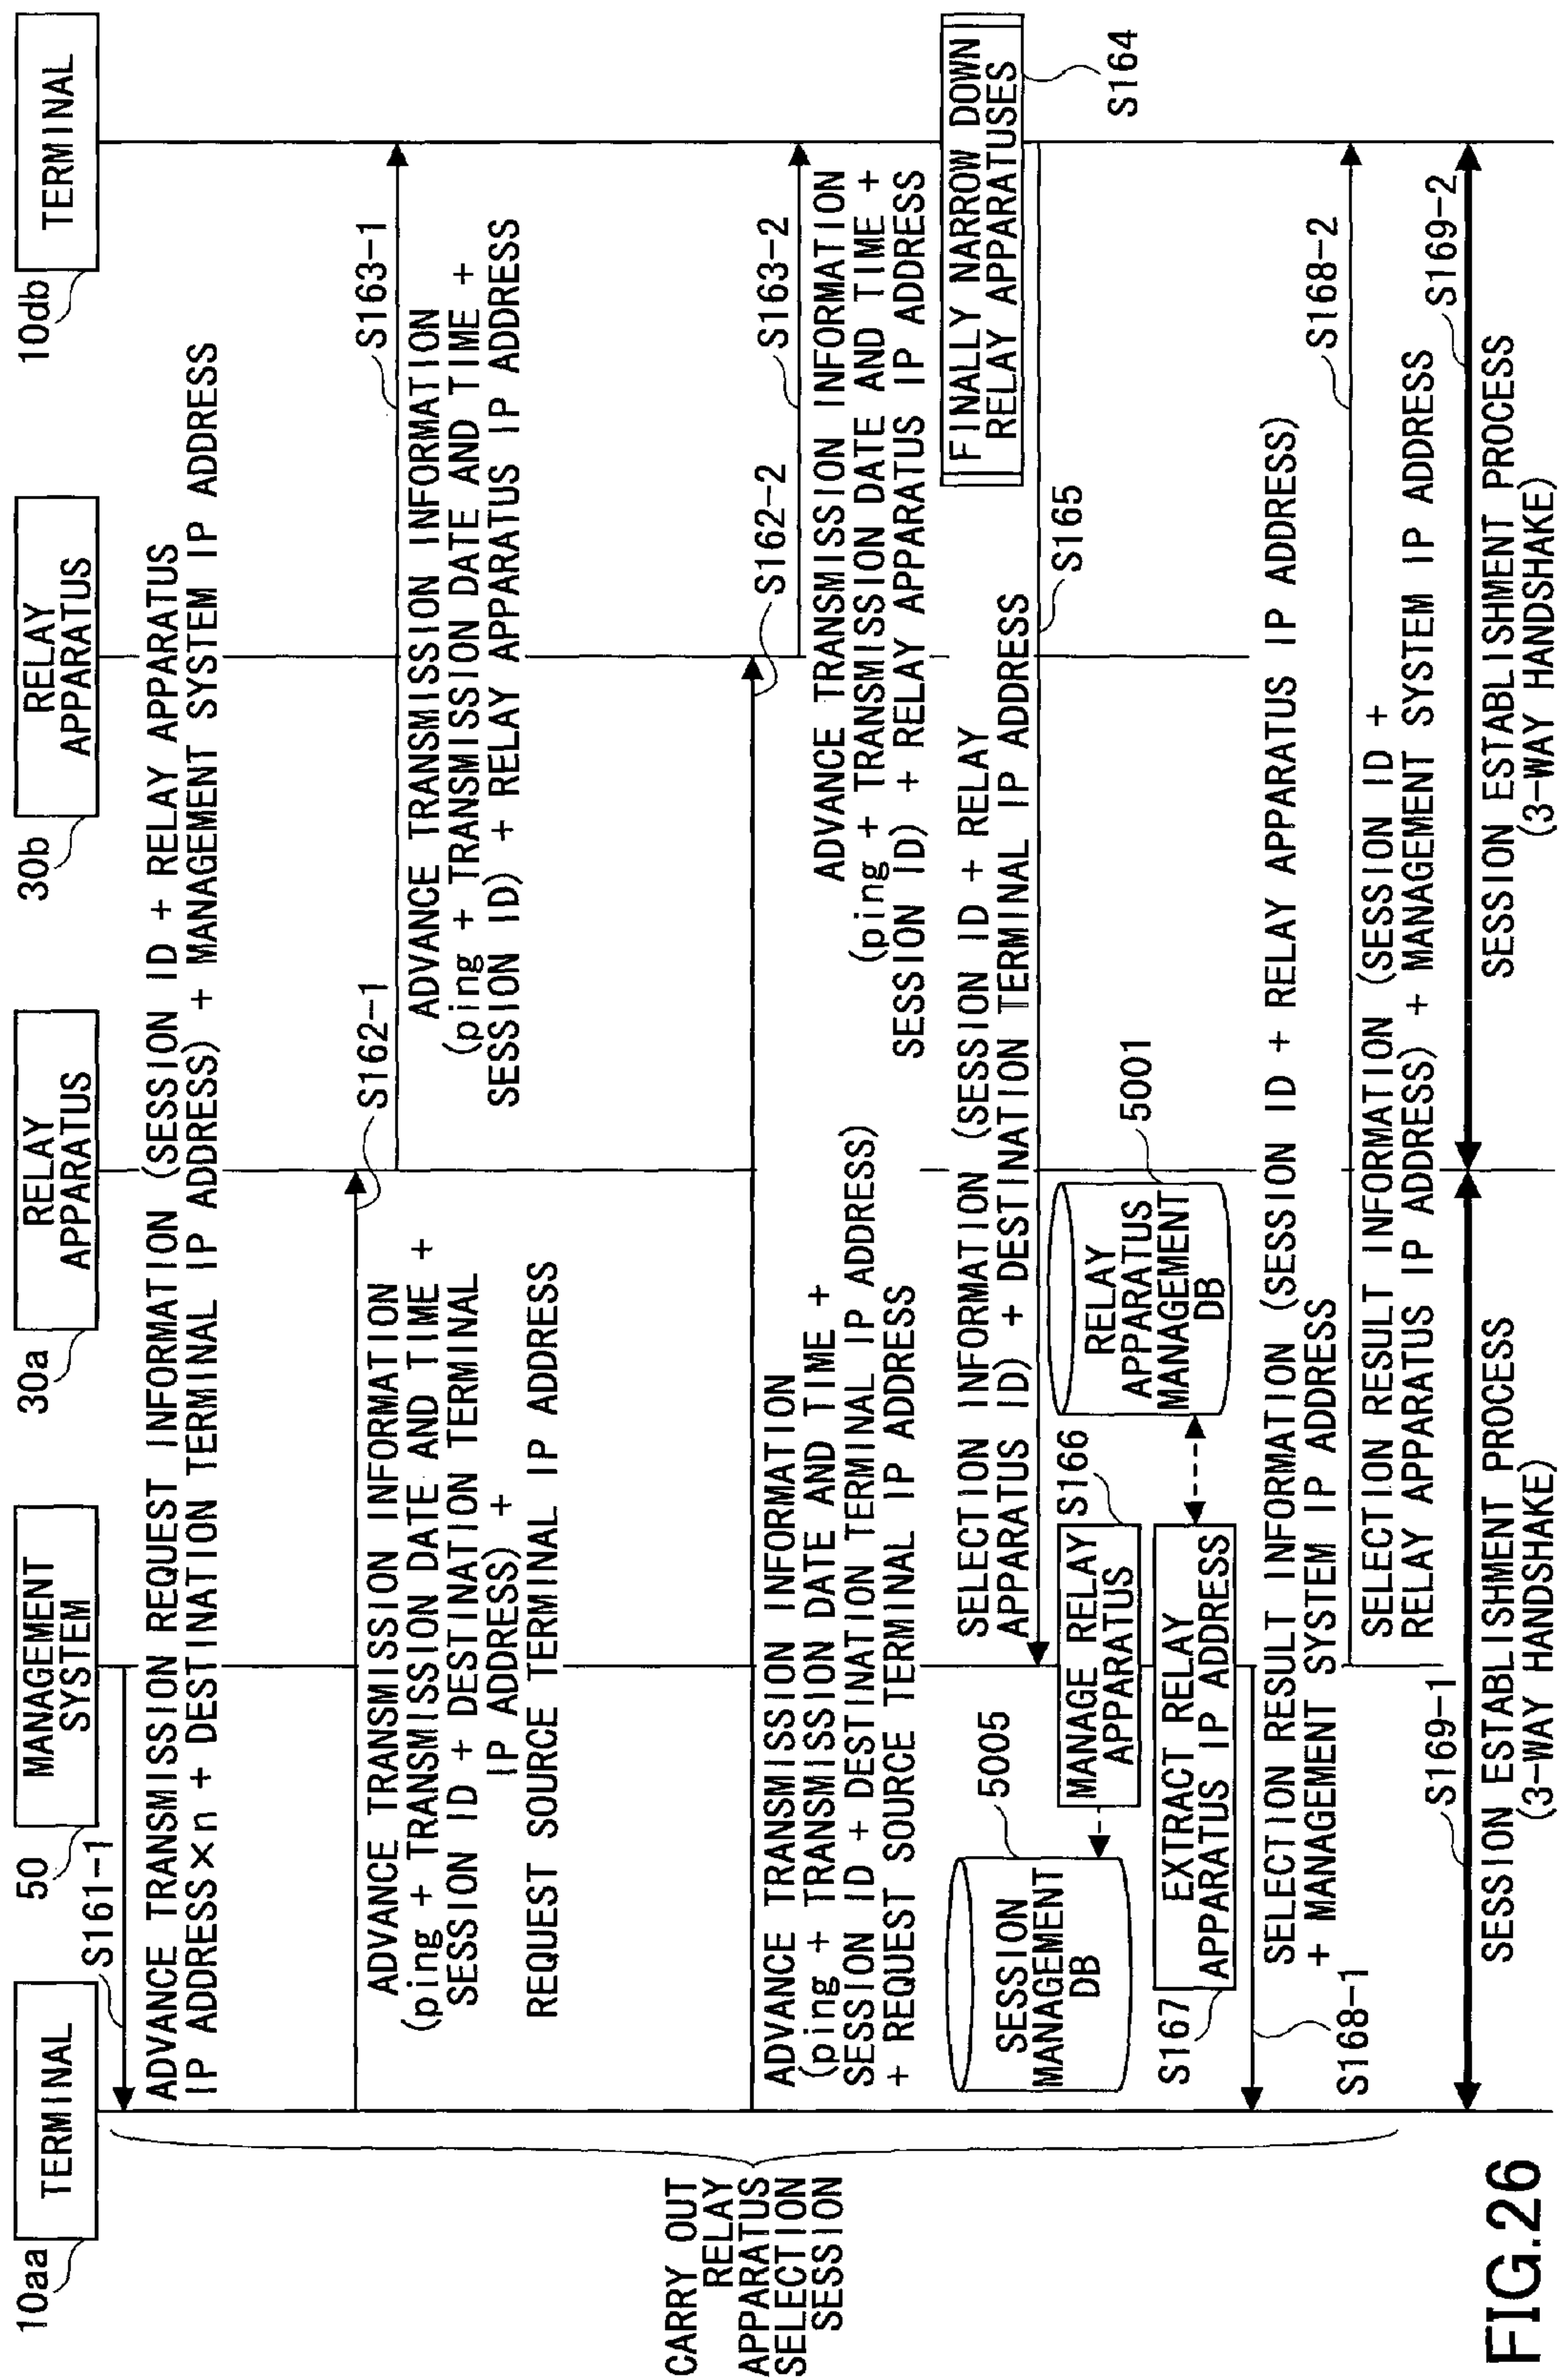 10aa
TERMINAL
50
MANAGEMENT
SYSTEM
30a
RELAY
APPARATUS
30b
RELAY
APPARATUS
10db
TERMINAL
S161-1
ADVANCE TRANSMISSION REQUEST INFORMATION (SESSION ID + RELAY APPARATUS
IP ADDRESS×n + DESTINATION TERMINAL IP ADDRESS) + MANAGEMENT SYSTEM IP ADDRESS
S162-1
ADVANCE TRANSMISSION INFORMATION
(ping + TRANSMISSION DATE AND TIME +
SESSION ID + DESTINATION TERMINAL
IP ADDRESS) +
REQUEST SOURCE TERMINAL IP ADDRESS
S163-1
ADVANCE TRANSMISSION INFORMATION
(ping + TRANSMISSION DATE AND TIME +
SESSION ID) + RELAY APPARATUS IP ADDRESS
CARRY OUT
RELAY
APPARATUS
SELECTION
SESSION
S162-2
ADVANCE TRANSMISSION INFORMATION
(ping + TRANSMISSION DATE AND TIME +
SESSION ID + DESTINATION TERMINAL IP ADDRESS)
+ REQUEST SOURCE TERMINAL IP ADDRESS
S163-2
ADVANCE TRANSMISSION INFORMATION
(ping + TRANSMISSION DATE AND TIME +
SESSION ID) + RELAY APPARATUS IP ADDRESS
FINALLY NARROW DOWN
RELAY APPARATUSES
S164
SELECTION INFORMATION (SESSION ID + RELAY
APPARATUS ID) + DESTINATION TERMINAL IP ADDRESS
S165
SESSION
MANAGEMENT
DB
5005
MANAGE RELAY
APPARATUS
S166
RELAY
APPARATUS
MANAGEMENT
DB
5001
S167
EXTRACT RELAY
APPARATUS IP ADDRESS
S168-1
SELECTION RESULT INFORMATION (SESSION ID + RELAY APPARATUS IP ADDRESS)
+ MANAGEMENT SYSTEM IP ADDRESS
S168-2
SELECTION RESULT INFORMATION (SESSION ID +
RELAY APPARATUS IP ADDRESS) + MANAGEMENT SYSTEM IP ADDRESS
S169-1
SESSION ESTABLISHMENT PROCESS
(3-WAY HANDSHAKE)
S169-2
SESSION ESTABLISHMENT PROCESS
(3-WAY HANDSHAKE)
FIG.26